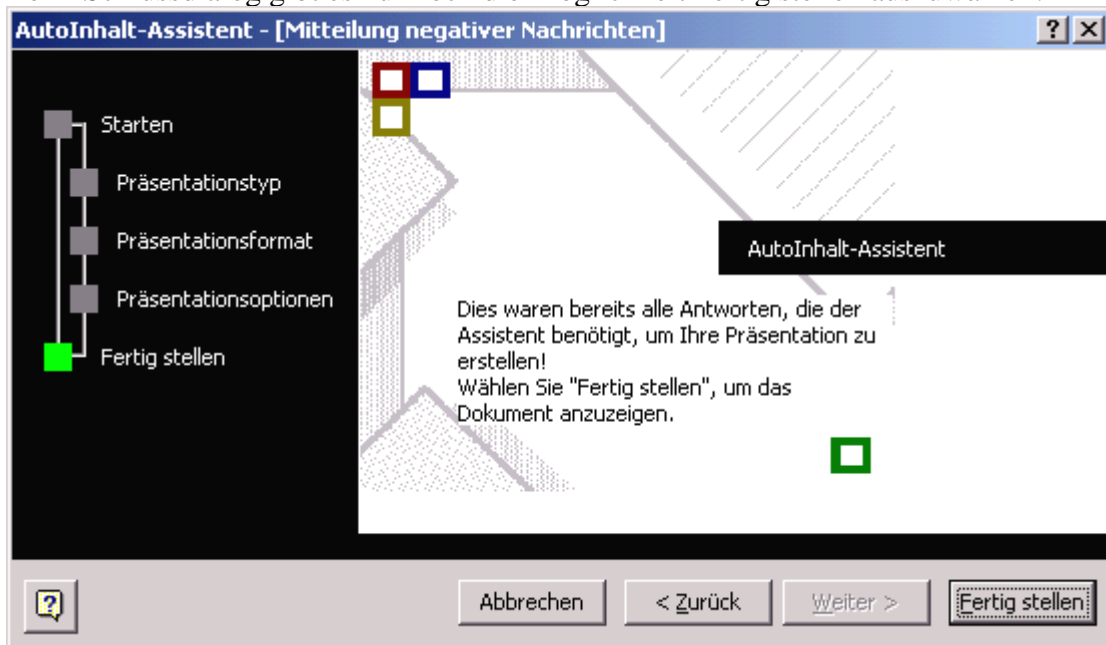 AutoInhalt-Assistent - [Mitteilung negativer Nachrichten]
Starten
Präsentationstyp
Präsentationsformat
Präsentationsoptionen
Fertig stellen
AutoInhalt-Assistent
Dies waren bereits alle Antworten, die der
Assistent benötigt, um Ihre Präsentation zu
erstellen!
Wählen Sie "Fertig stellen", um das
Dokument anzuzeigen.
Abbrechen
< Zurück
Weiter >
Fertig stellen